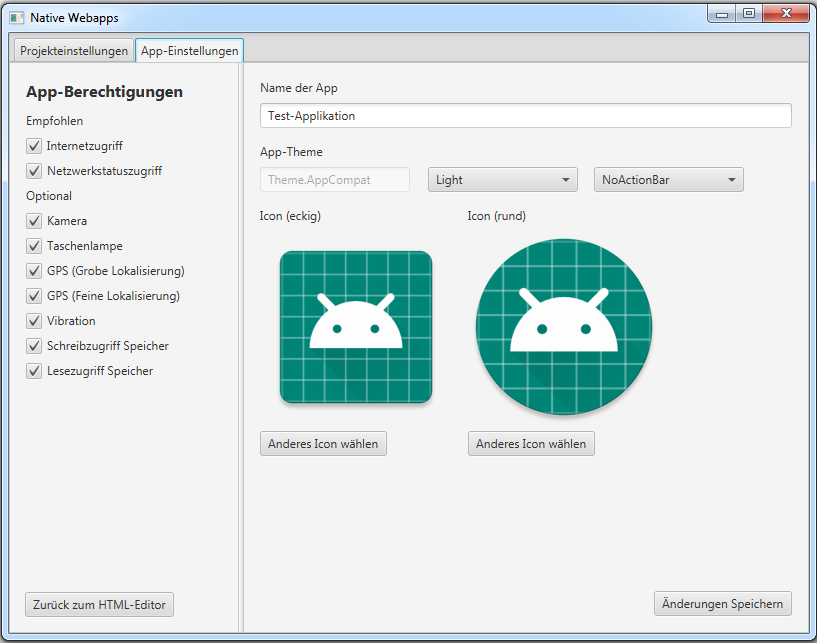 Native Webapps
Projekteinstellungen
App-Einstellungen
App-Berechtigungen
Empfohlen
Internetzugriff
Netzwerkstatuszugriff
Optional
Kamera
Taschenlampe
GPS (Grobe Lokalisierung)
GPS (Feine Lokalisierung)
Vibration
Schreibzugriff Speicher
Lesezugriff Speicher
Zurück zum HTML-Editor
Name der App
Test-Applikation
App-Theme
Theme.AppCompat
Light
NoActionBar
Icon (eckig)
Icon (rund)
Anderes Icon wählen
Anderes Icon wählen
Änderungen Speichern